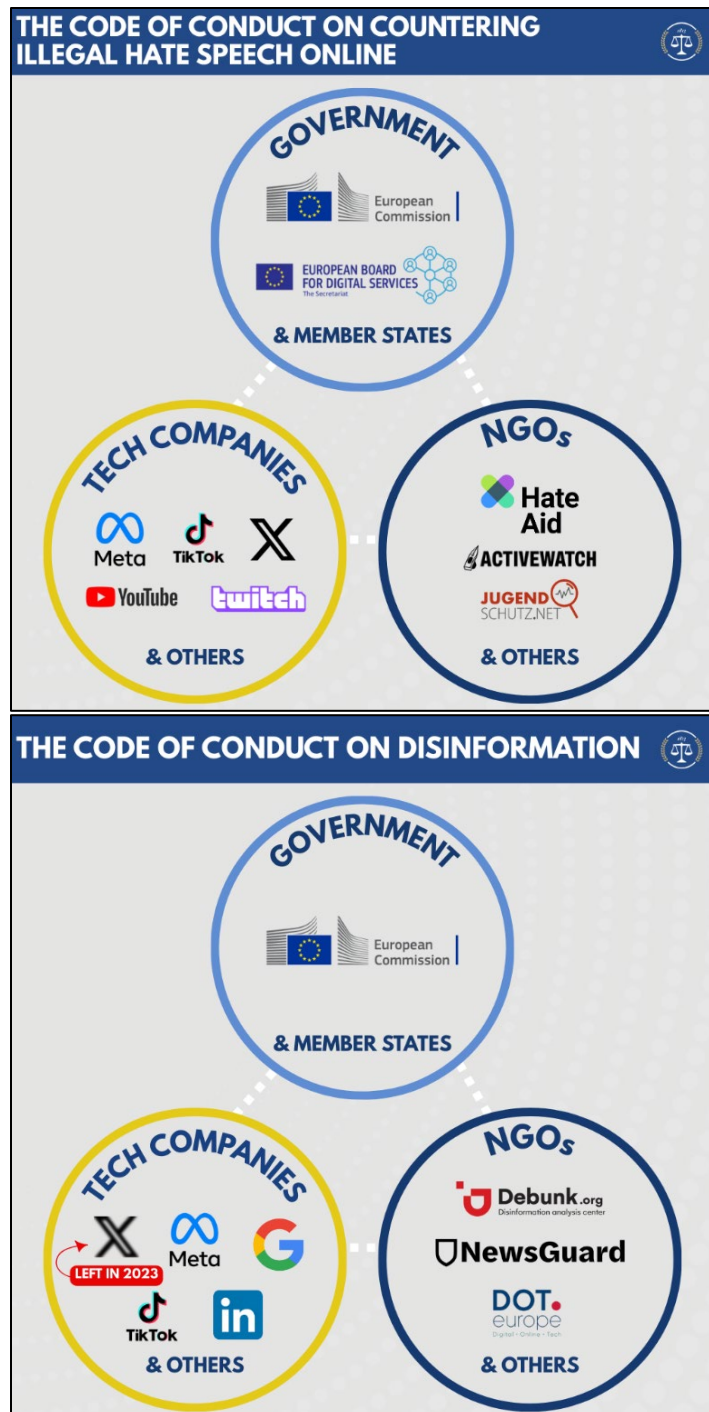 THE CODE OF CONDUCT ON COUNTERING
ILLEGAL HATE SPEECH ONLINE
GOVERNMENT
European
Commission
EUROPEAN BOARD
FOR DIGITAL SERVICES
The Secretariat
& MEMBER STATES
TECH COMPANIES
Meta
TikTok
X
YouTube
twitch
& OTHERS
NGOs
Hate
Aid
ACTIVEWATCH
JUGEND
SCHUTZ.NET
& OTHERS
THE CODE OF CONDUCT ON DISINFORMATION
GOVERNMENT
European
Commission
& MEMBER STATES
TECH COMPANIES
X
LEFT IN 2023
Meta
G
TikTok
in
& OTHERS
NGOs
Debunk.org
Disinformation analysis center
NewsGuard
DOT.
europe
Digital • Online • Tech
& OTHERS